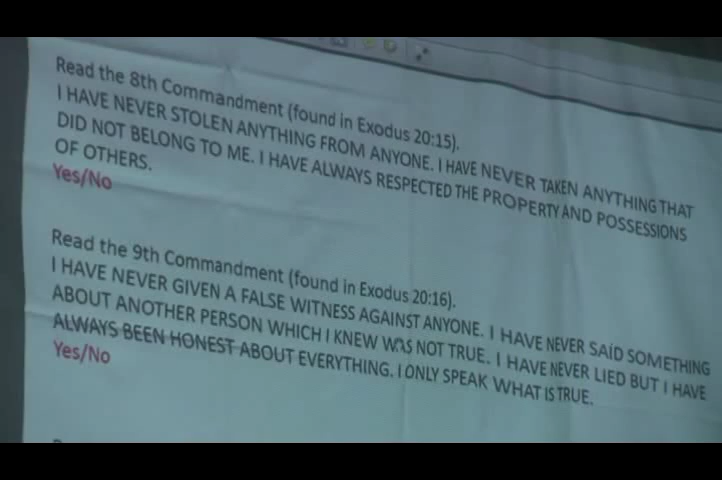 Read the 8th Commandment (found in Exodus 20:15).
I HAVE NEVER STOLEN ANYTHING FROM ANYONE. I HAVE NEVER TAKEN ANYTHING THAT
DID NOT BELONG TO ME. I HAVE ALWAYS RESPECTED THE PROPERTY AND POSSESSIONS
OF OTHERS.
Yes/No
Read the 9th Commandment (found in Exodus 20:16).
I HAVE NEVER GIVEN A FALSE WITNESS AGAINST ANYONE. I HAVE NEVER SAID SOMETHING
ABOUT ANOTHER PERSON WHICH I KNEW WAS NOT TRUE. I HAVE NEVER LIED BUT I HAVE
ALWAYS BEEN HONEST ABOUT EVERYTHING. I ONLY SPEAK WHAT IS TRUE.
Yes/No